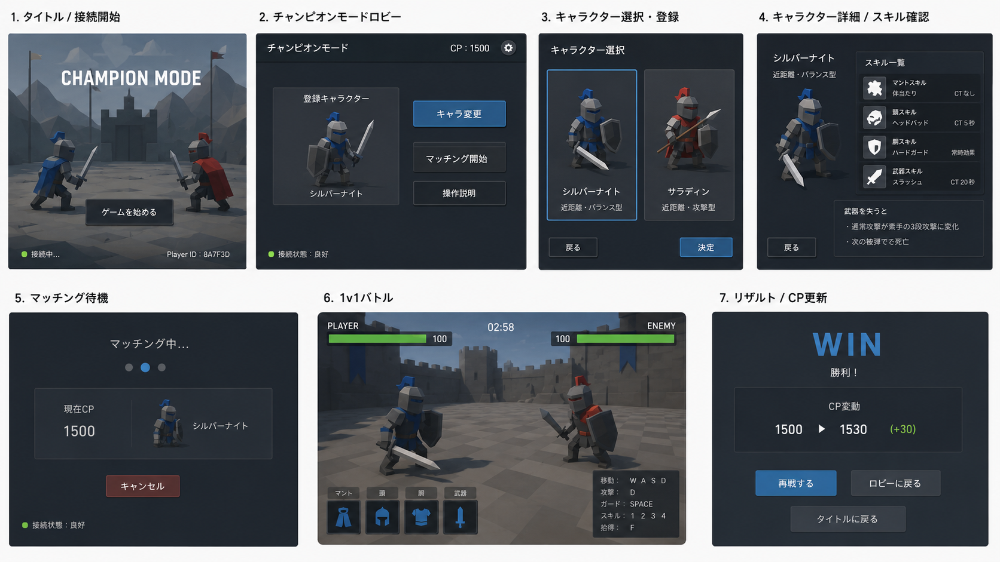 1. タイトル / 接続開始
CHAMPION MODE
ゲームを始める
接続中...
Player ID : 8A7F3D
2. チャンピオンモードロビー
チャンピオンモード
CP : 1500
登録キャラクター
シルバーナイト
キャラ変更
マッチング開始
操作説明
接続状態 : 良好
3. キャラクター選択・登録
キャラクター選択
シルバーナイト
近距離・バランス型
サラディン
近距離・攻撃型
戻る
決定
4. キャラクター詳細 / スキル確認
シルバーナイト
近距離・バランス型
スキル一覧
マントスキル
体当たり
CTなし
頭スキル
ヘッドバッド
CT 5秒
胴スキル
ハードガード
常時効果
武器スキル
スラッシュ
CT 20秒
武器を失うと
・通常攻撃が素手の3段攻撃に変化
・次の被弾でで死亡
戻る
5. マッチング待機
マッチング中...
現在CP
1500
シルバーナイト
キャンセル
接続状態 : 良好
6. 1v1バトル
PLAYER
100
02:58
ENEMY
100
マント
頭
胴
武器
移動 : W A S D
攻撃 : D
ガード : SPACE
スキル : 1 2 3 4
拾得 : F
7. リザルト / CP更新
WIN
勝利！
CP変動
1500 ▶ 1530 (+30)
再戦する
ロビーに戻る
タイトルに戻る